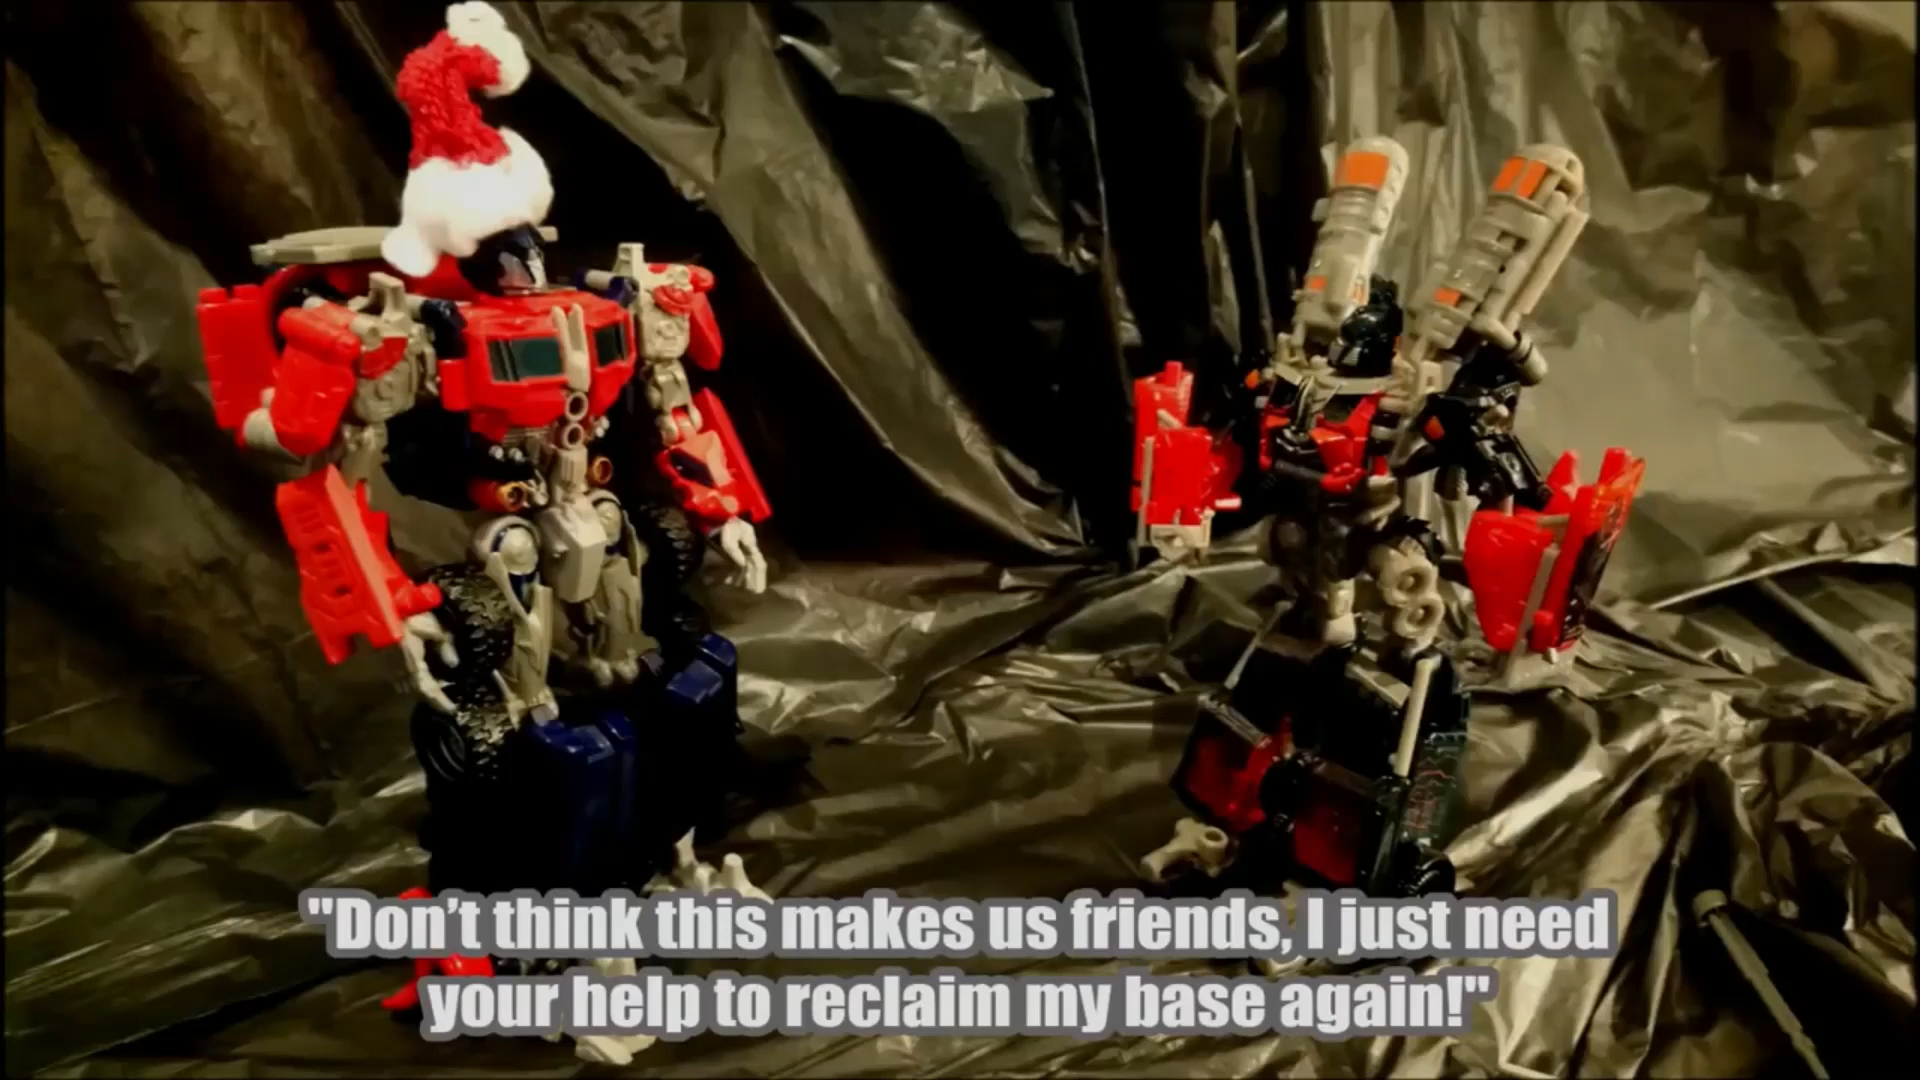 "Don’t think this makes us friends, I just need
your help to reclaim my base again!"